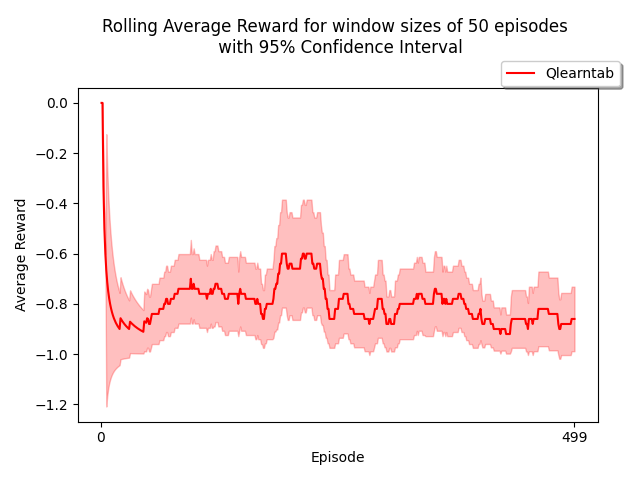 Rolling Average Reward for window sizes of 50 episodes
with 95% Confidence Interval
Qlearntab
0.0
−0.2
−0.4
−0.6
−0.8
−1.0
−1.2
Average Reward
0
499
Episode